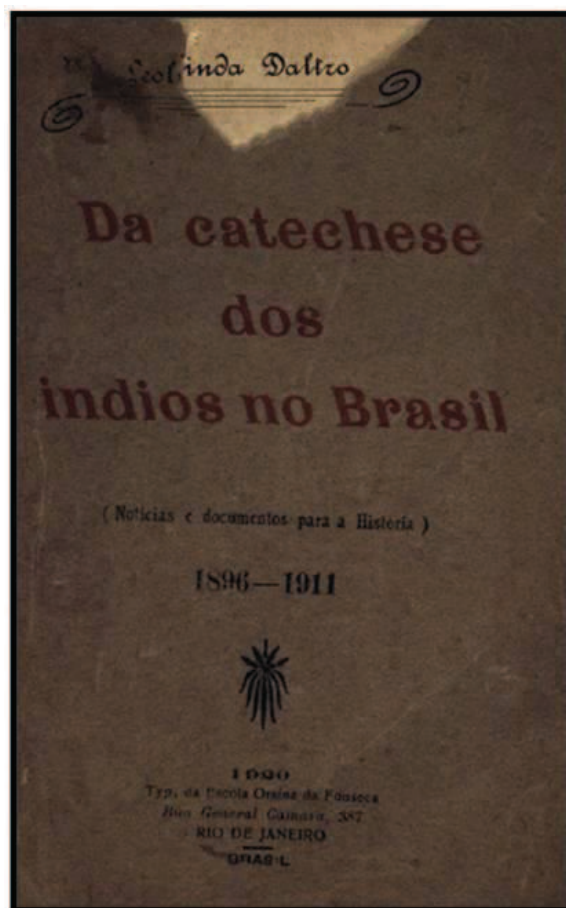 Leolinda Daltro
Da catechese
dos
indios no Brasil
( Noticias e documentos para a Historia )
1896—1911
1920
Typ. da Escola Orsina da Fonseca
Rua General Camara, 387
RIO DE JANEIRO
BRASIL